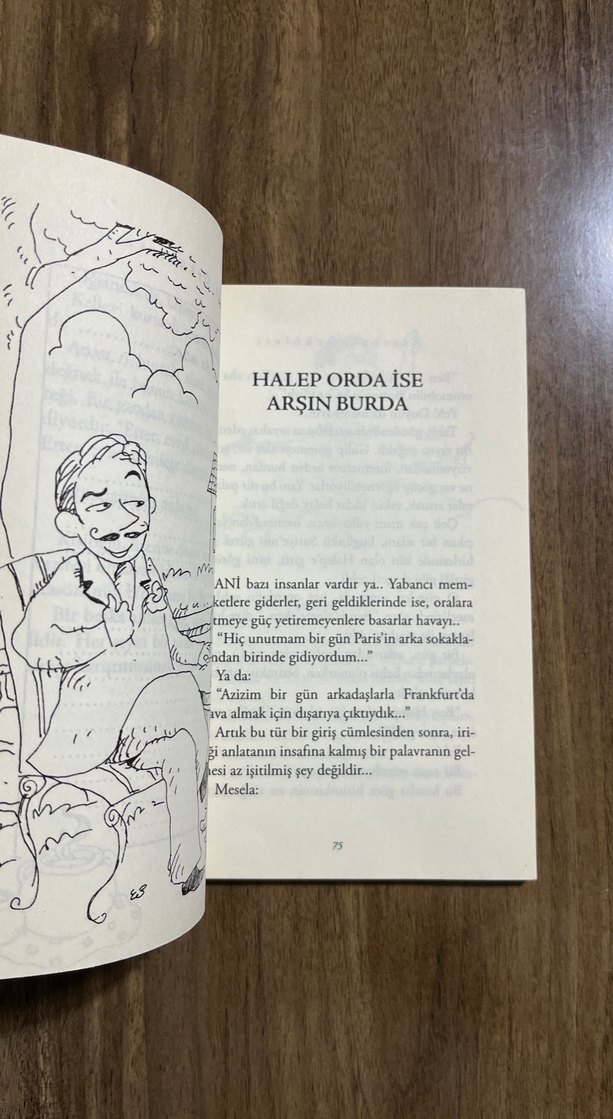 HALEP ORDA İSE
ARŞIN BURDA
ANİ bazı insanlar vardır ya.. Yabancı mem-
ketlere giderler, geri geldiklerinde ise, oralara
tmeye güç yetiremeyenlere basarlar havayı..
“Hiç unutmam bir gün Paris’in arka sokakla-
ndan birinde gidiyordum...”
Ya da:
“Azizim bir gün arkadaşlarla Frankfurt’da
ava almak için dışarıya çıktıydık...”
Artık bu tür bir giriş cümlesinden sonra, iri-
ği anlatanın insafına kalmış bir palavranın gel-
mesi az işitilmiş şey değildir...
Mesela:
75